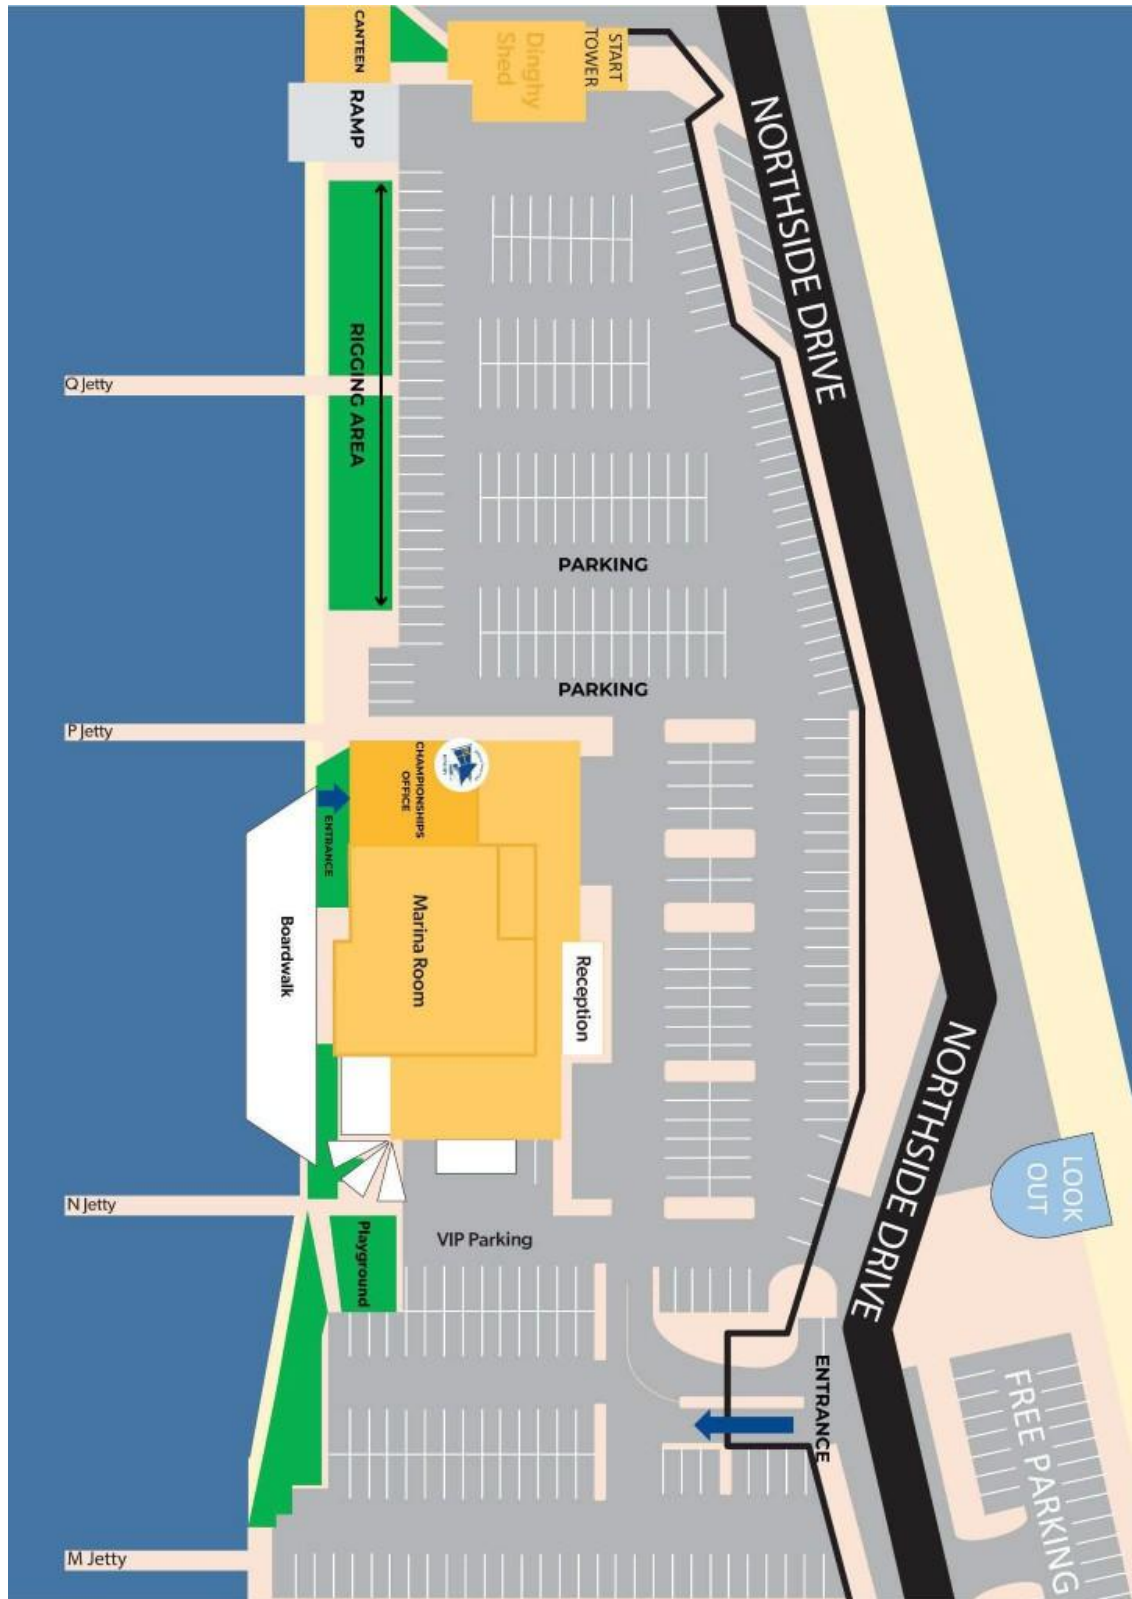 CANTEEN
Dinghy
Shed
START
TOWER
RAMP
NORTHSIDE DRIVE
RIGGING AREA
Q Jetty
PARKING
PARKING
P Jetty
CHAMPIONSHIPS
OFFICE
ENTRANCE
Boardwalk
Marina Room
Reception
NORTHSIDE DRIVE
LOOK
OUT
N Jetty
VIP Parking
Playground
ENTRANCE
FREE PARKING
M Jetty